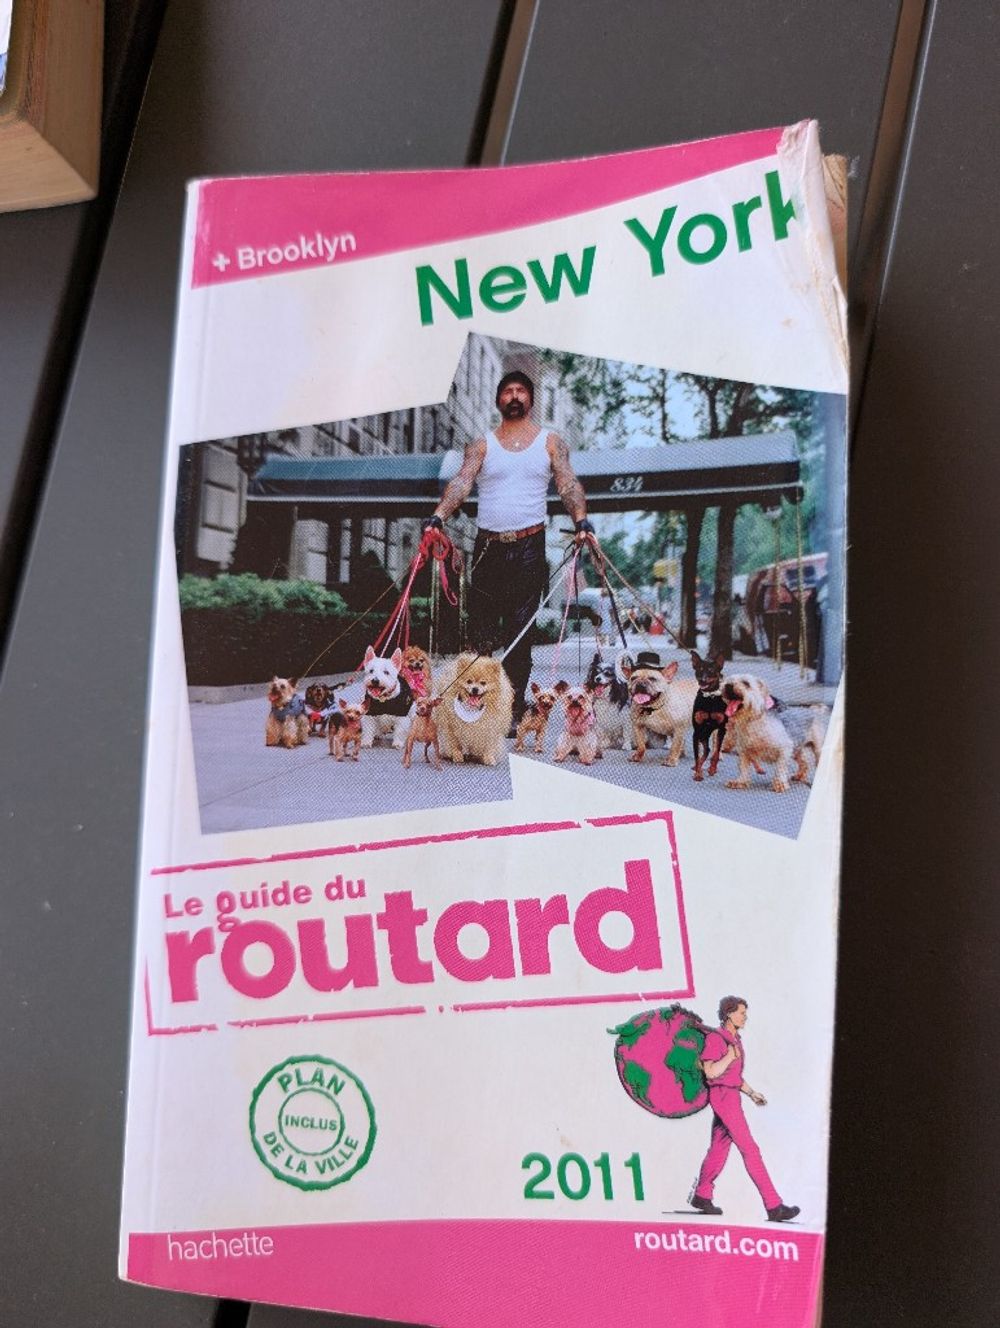 + Brooklyn
New York
834
Le guide du
routard
PLAN
INCLUS
DE LA VILLE
2011
hachette
routard.com